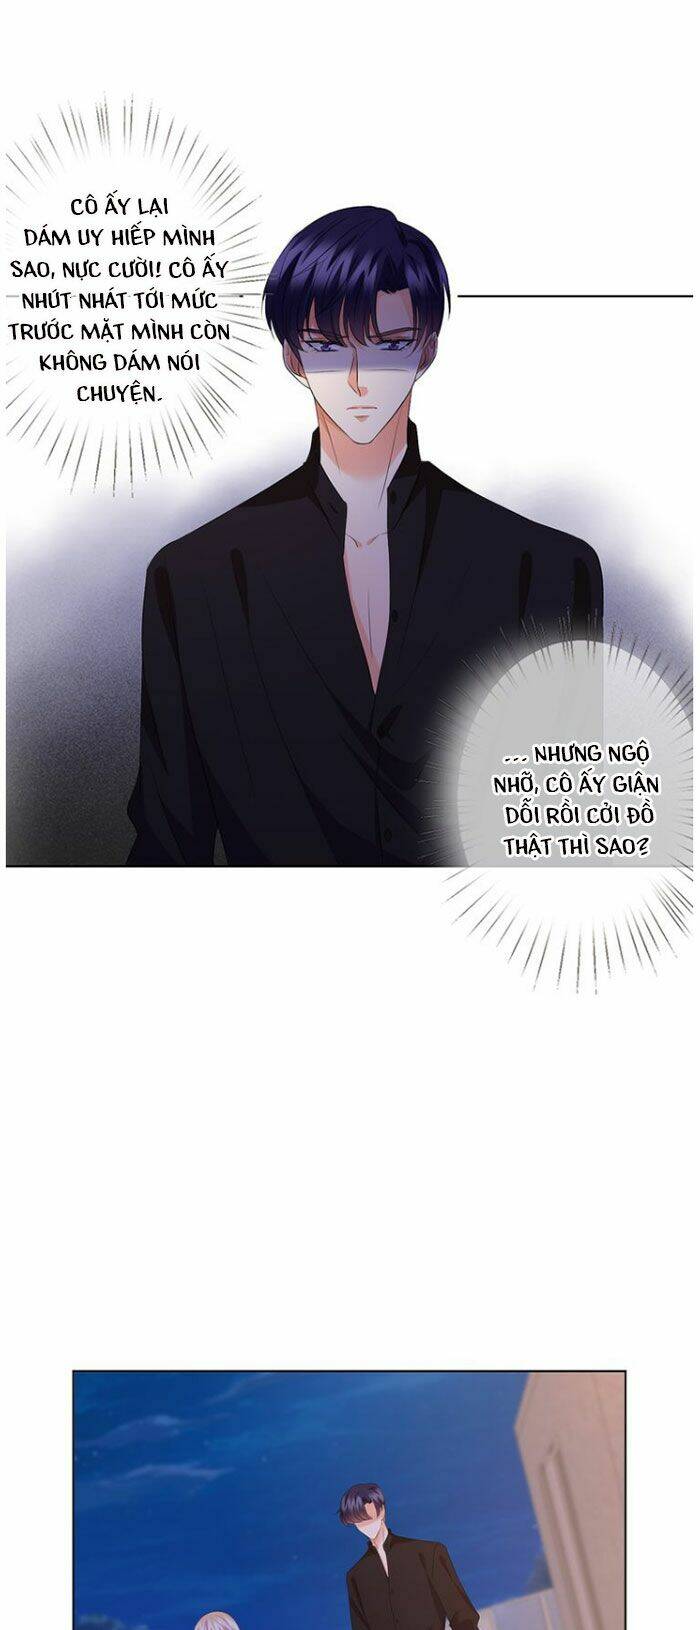 CÔ ẤY LẠI
DÁM UY HIẾP MÌNH
SAO, NỰC CƯỜI! CÔ ẤY
NHÚT NHÁT TỚI MỨC
TRƯỚC MẶT MÌNH CÒN
KHÔNG DÁM NÓI
CHUYỆN.
... NHƯNG NGỘ
NHỠ, CÔ ẤY GIẬN
DỖI RỒI CỞI ĐỒ
THẬT THÌ SAO?